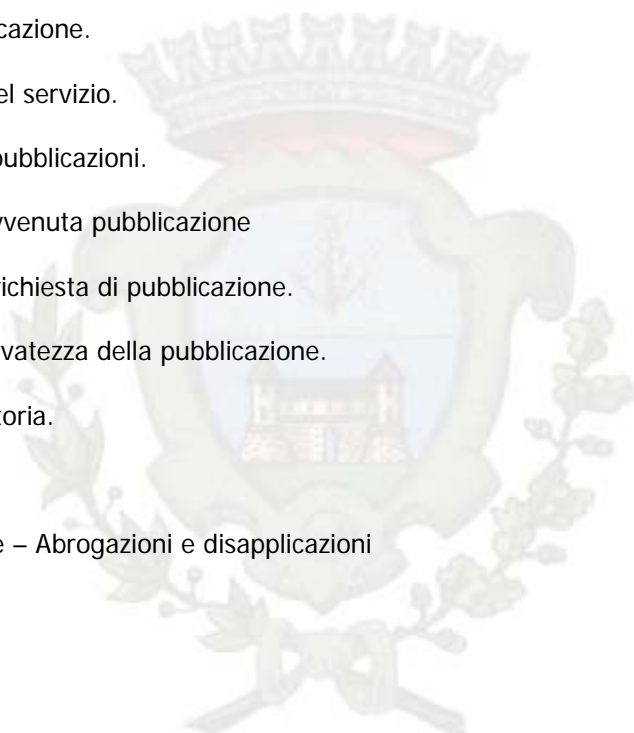 cazione.
el servizio.
pubblicazioni.
vvenuta pubblicazione
richiesta di pubblicazione.
vatezza della pubblicazione.
toria.
e – Abrogazioni e disapplicazioni